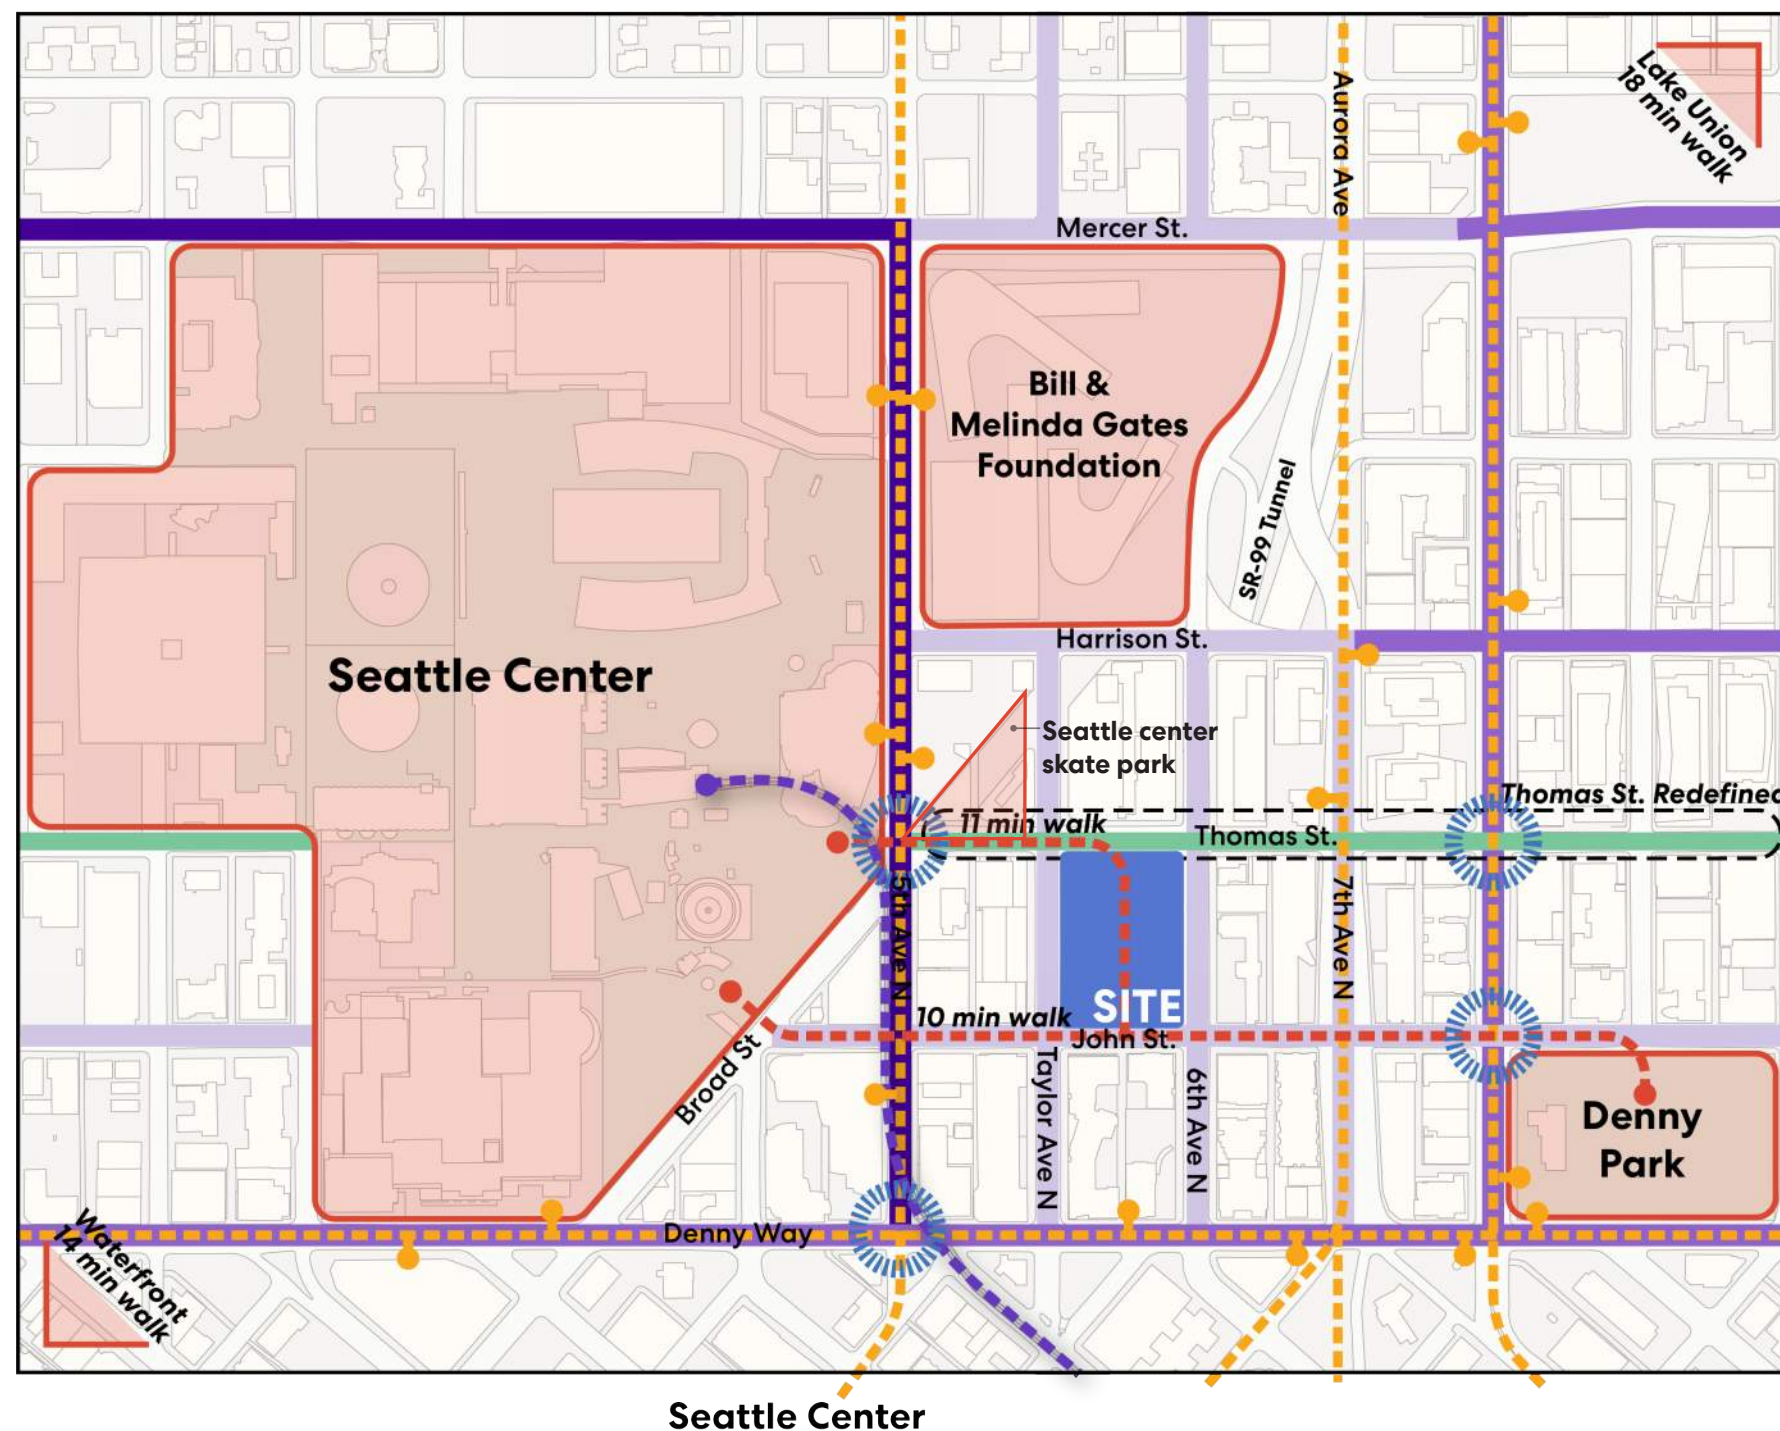 Lake Union
18 min walk
Aurora Ave
Mercer St.
Bill &
Melinda Gates
Foundation
SR-99 Tunnel
Harrison St.
Seattle Center
Seattle center
skate park
Thomas St. Redefined
11 min walk
Thomas St.
5th Ave N
7th Ave N
SITE
10 min walk
John St.
Broad St
Taylor Ave N
6th Ave N
Denny
Park
Denny Way
Waterfront
14 min walk
Seattle Center